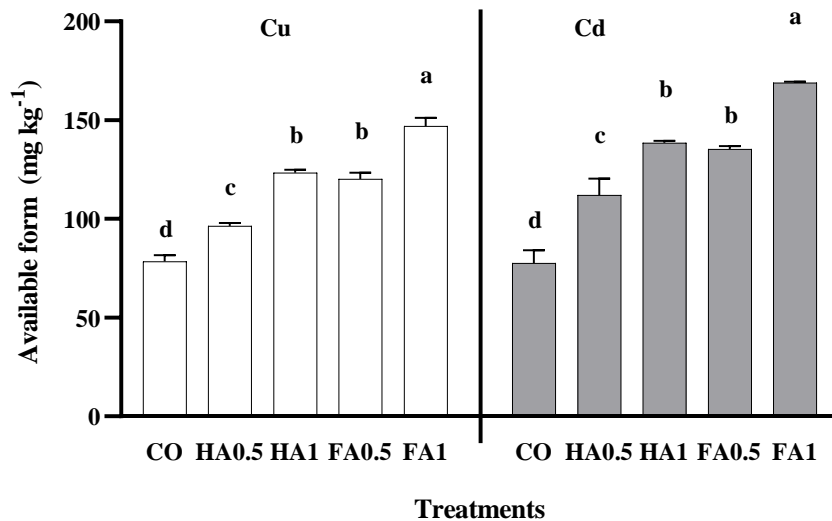 Available form (mg kg-1)
200
150
100
50
0
Cu
d
c
b
b
a
Cd
d
c
b
b
a
CO HA0.5 HA1 FA0.5 FA1
CO HA0.5 HA1 FA0.5 FA1
Treatments